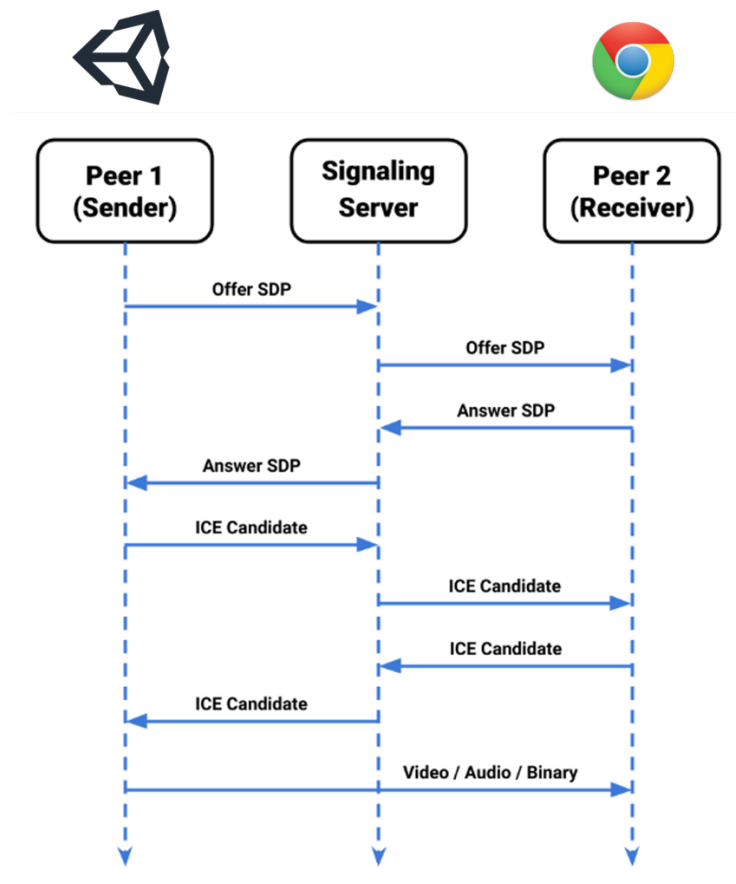 Peer 1
(Sender)
Signaling
Server
Peer 2
(Receiver)
Offer SDP
Offer SDP
Answer SDP
Answer SDP
ICE Candidate
ICE Candidate
ICE Candidate
ICE Candidate
Video / Audio / Binary